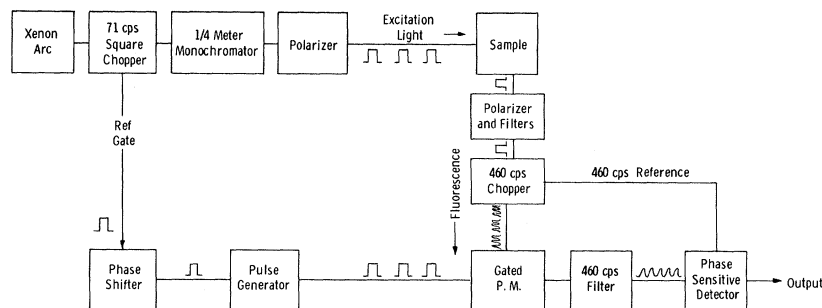 Xenon
Arc
71 cps
Square
Chopper
1/4 Meter
Monochromator
Polarizer
Excitation
Light
Sample
Ref
Gate
Polarizer
and Filters
Fluorescence
460 cps
Chopper
460 cps Reference
Phase
Shifter
Pulse
Generator
Gated
P. M.
460 cps
Filter
Phase
Sensitive
Detector
Output